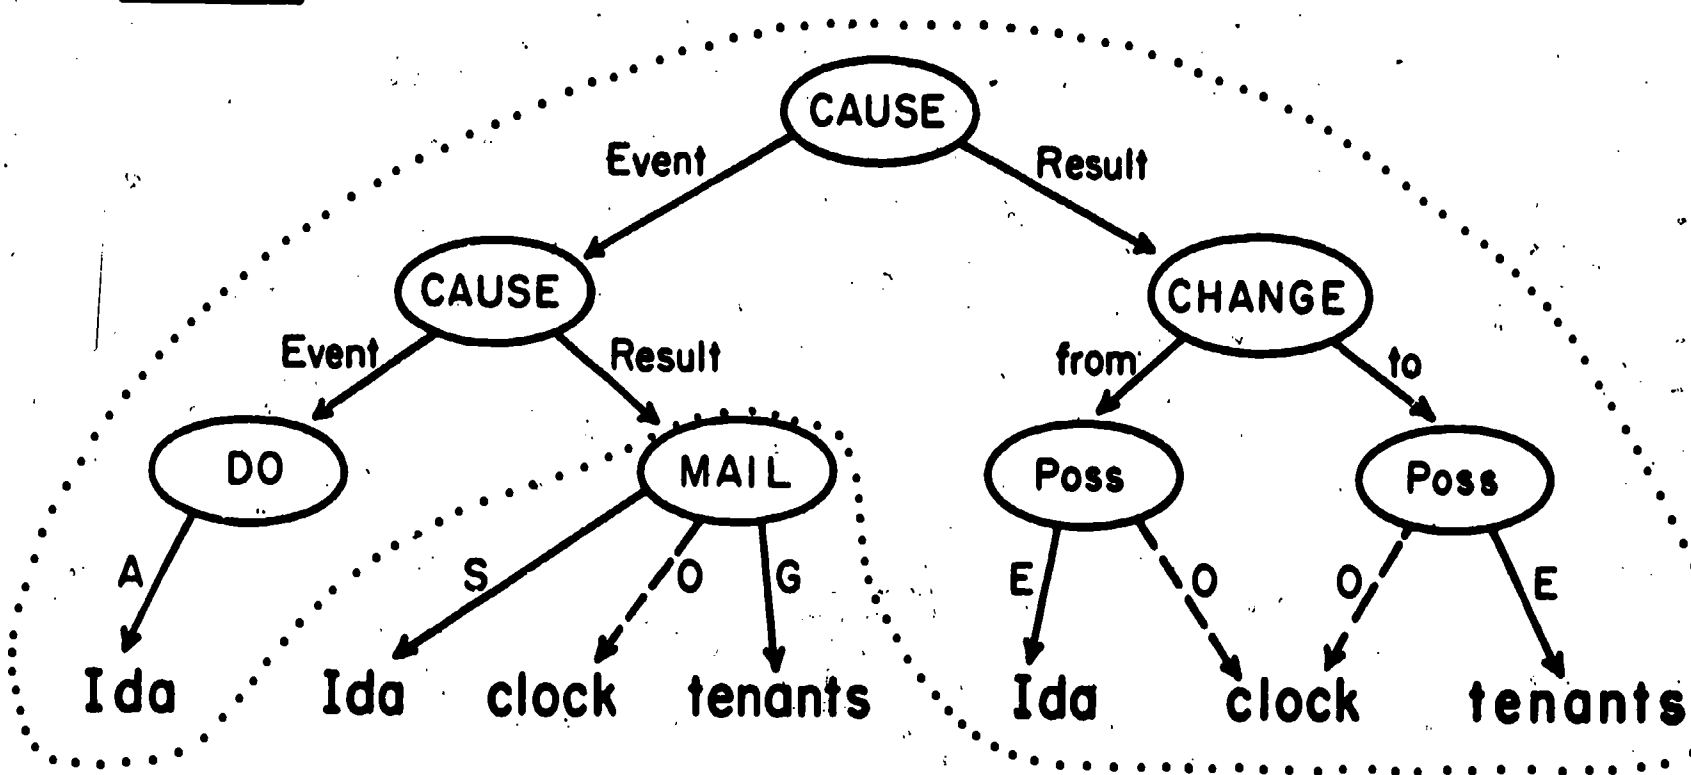 CAUSE
Event Result
CAUSE CHANGE
Event Result from to
DO MAIL Poss Poss
A S O G E O O E
Ida Ida clock tenants Ida clock tenants